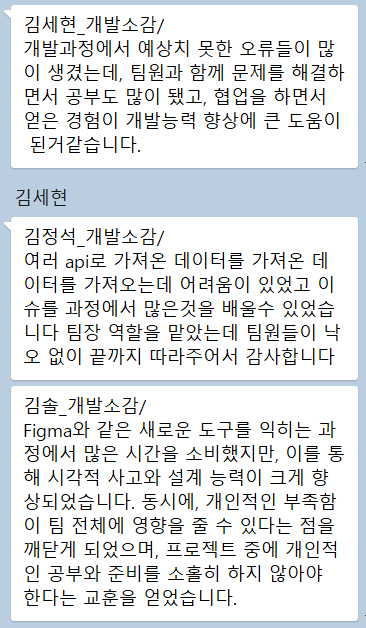 김세현_개발소감/
개발과정에서 예상치 못한 오류들이 많
이 생겼는데, 팀원과 함께 문제를 해결하
면서 공부도 많이 됐고, 협업을 하면서
얻은 경험이 개발능력 향상에 큰 도움이
된거같습니다.
김세현
김정석_개발소감/
여러 api로 가져온 데이터를 가져온 데
이터를 가져오는데 어려움이 있었고 이
슈를 과정에서 많은것을 배울수 있었습
니다 팀장 역할을 맡았는데 팀원들이 낙
오 없이 끝까지 따라주어서 감사합니다
김솔_개발소감/
Figma와 같은 새로운 도구를 익히는 과
정에서 많은 시간을 소비했지만, 이를 통
해 시각적 사고와 설계 능력이 크게 향
상되었습니다. 동시에, 개인적인 부족함
이 팀 전체에 영향을 줄 수 있다는 점을
깨닫게 되었으며, 프로젝트 중에 개인적
인 공부와 준비를 소홀히 하지 않아야
한다는 교훈을 얻었습니다.